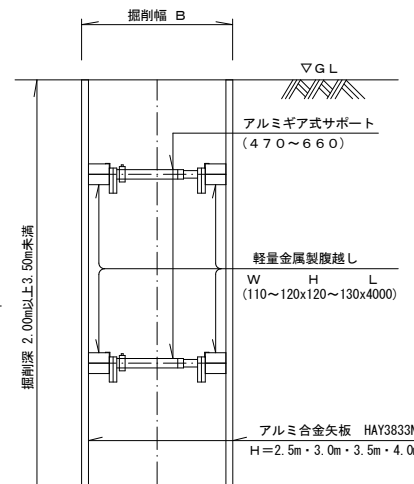 掘削幅 B
▽GL
アルミギア式サポート
(470～660)
掘削深 2.00m以上3.50m未満
軽量金属製腹越し
W H L
(110～120x120～130x4000)
アルミ合金矢板 HAY3833N
H=2.5m・3.0m・3.5m・4.0m